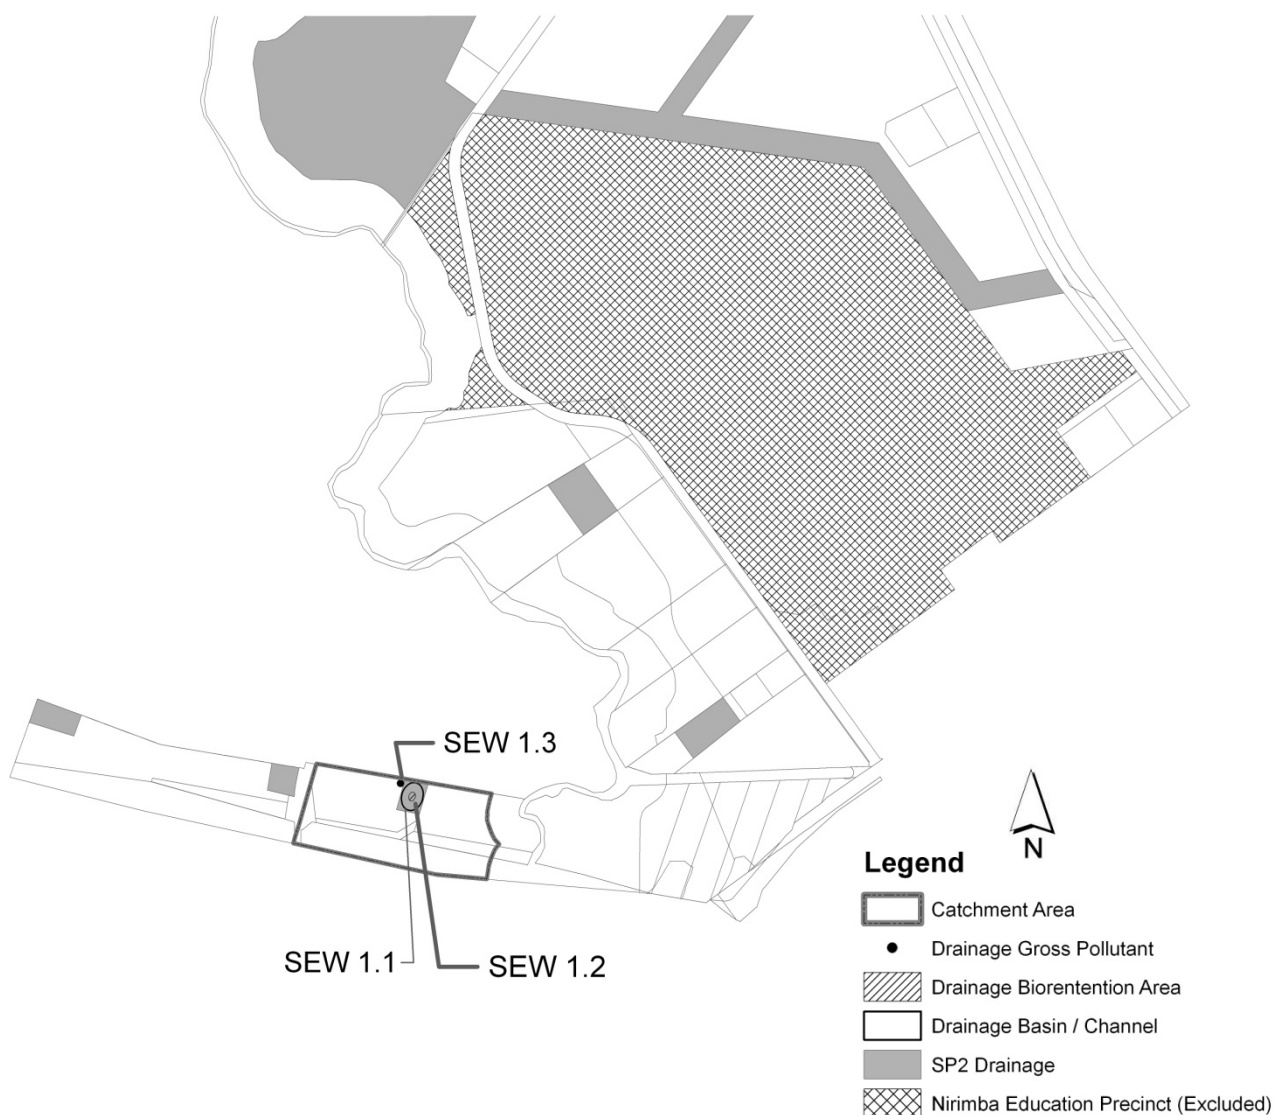 SEW 1.3
SEW 1.1
SEW 1.2
N
Legend
Catchment Area
Drainage Gross Pollutant
Drainage Biorentention Area
Drainage Basin / Channel
SP2 Drainage
Nirimba Education Precinct (Excluded)